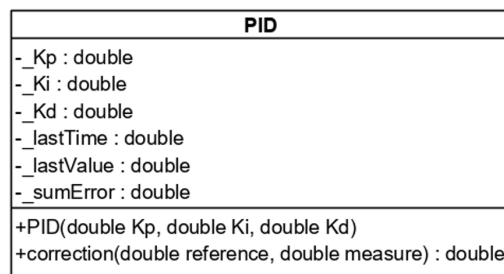 PID
-_Kp : double
-_Ki : double
-_Kd : double
-_lastTime : double
-_lastValue : double
-_sumError : double
+PID(double Kp, double Ki, double Kd)
+correction(double reference, double measure) : double